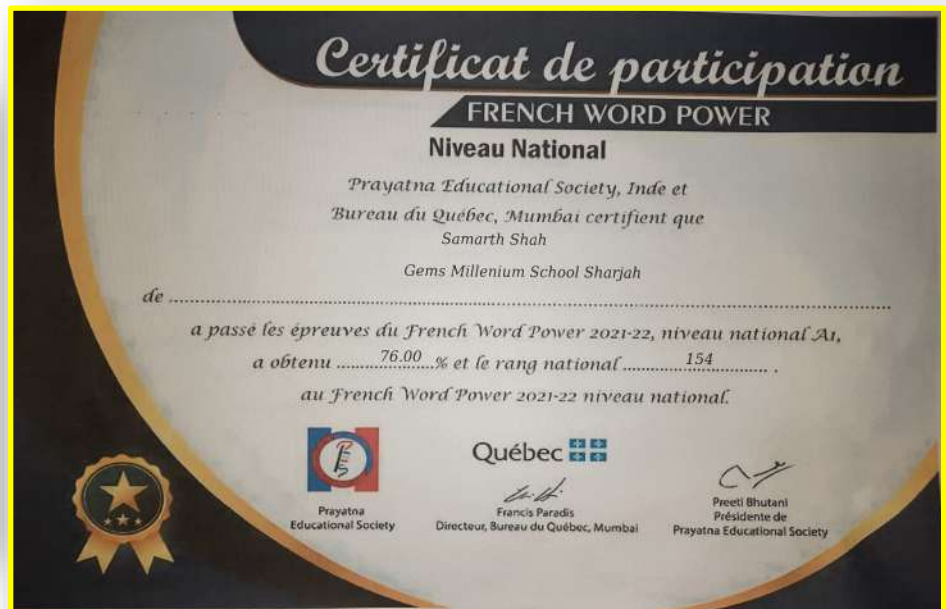 Certificat de participation
FRENCH WORD POWER
Niveau National
Prayatna Educational Society, Inde et
Bureau du Québec, Mumbai certifient que
Samarth Shah
Gems Millenium School Sharjah
de ..........
a passé les épreuves du French Word Power 2021-22, niveau national A1,
a obtenu ..........76.00..% et le rang national ..........154.......... .
au French Word Power 2021-22 niveau national.
PES
Québec
Prayatna
Educational Society
Francis Paradis
Directeur, Bureau du Québec, Mumbai
Preeti Bhutani
Présidente de
Prayatna Educational Society